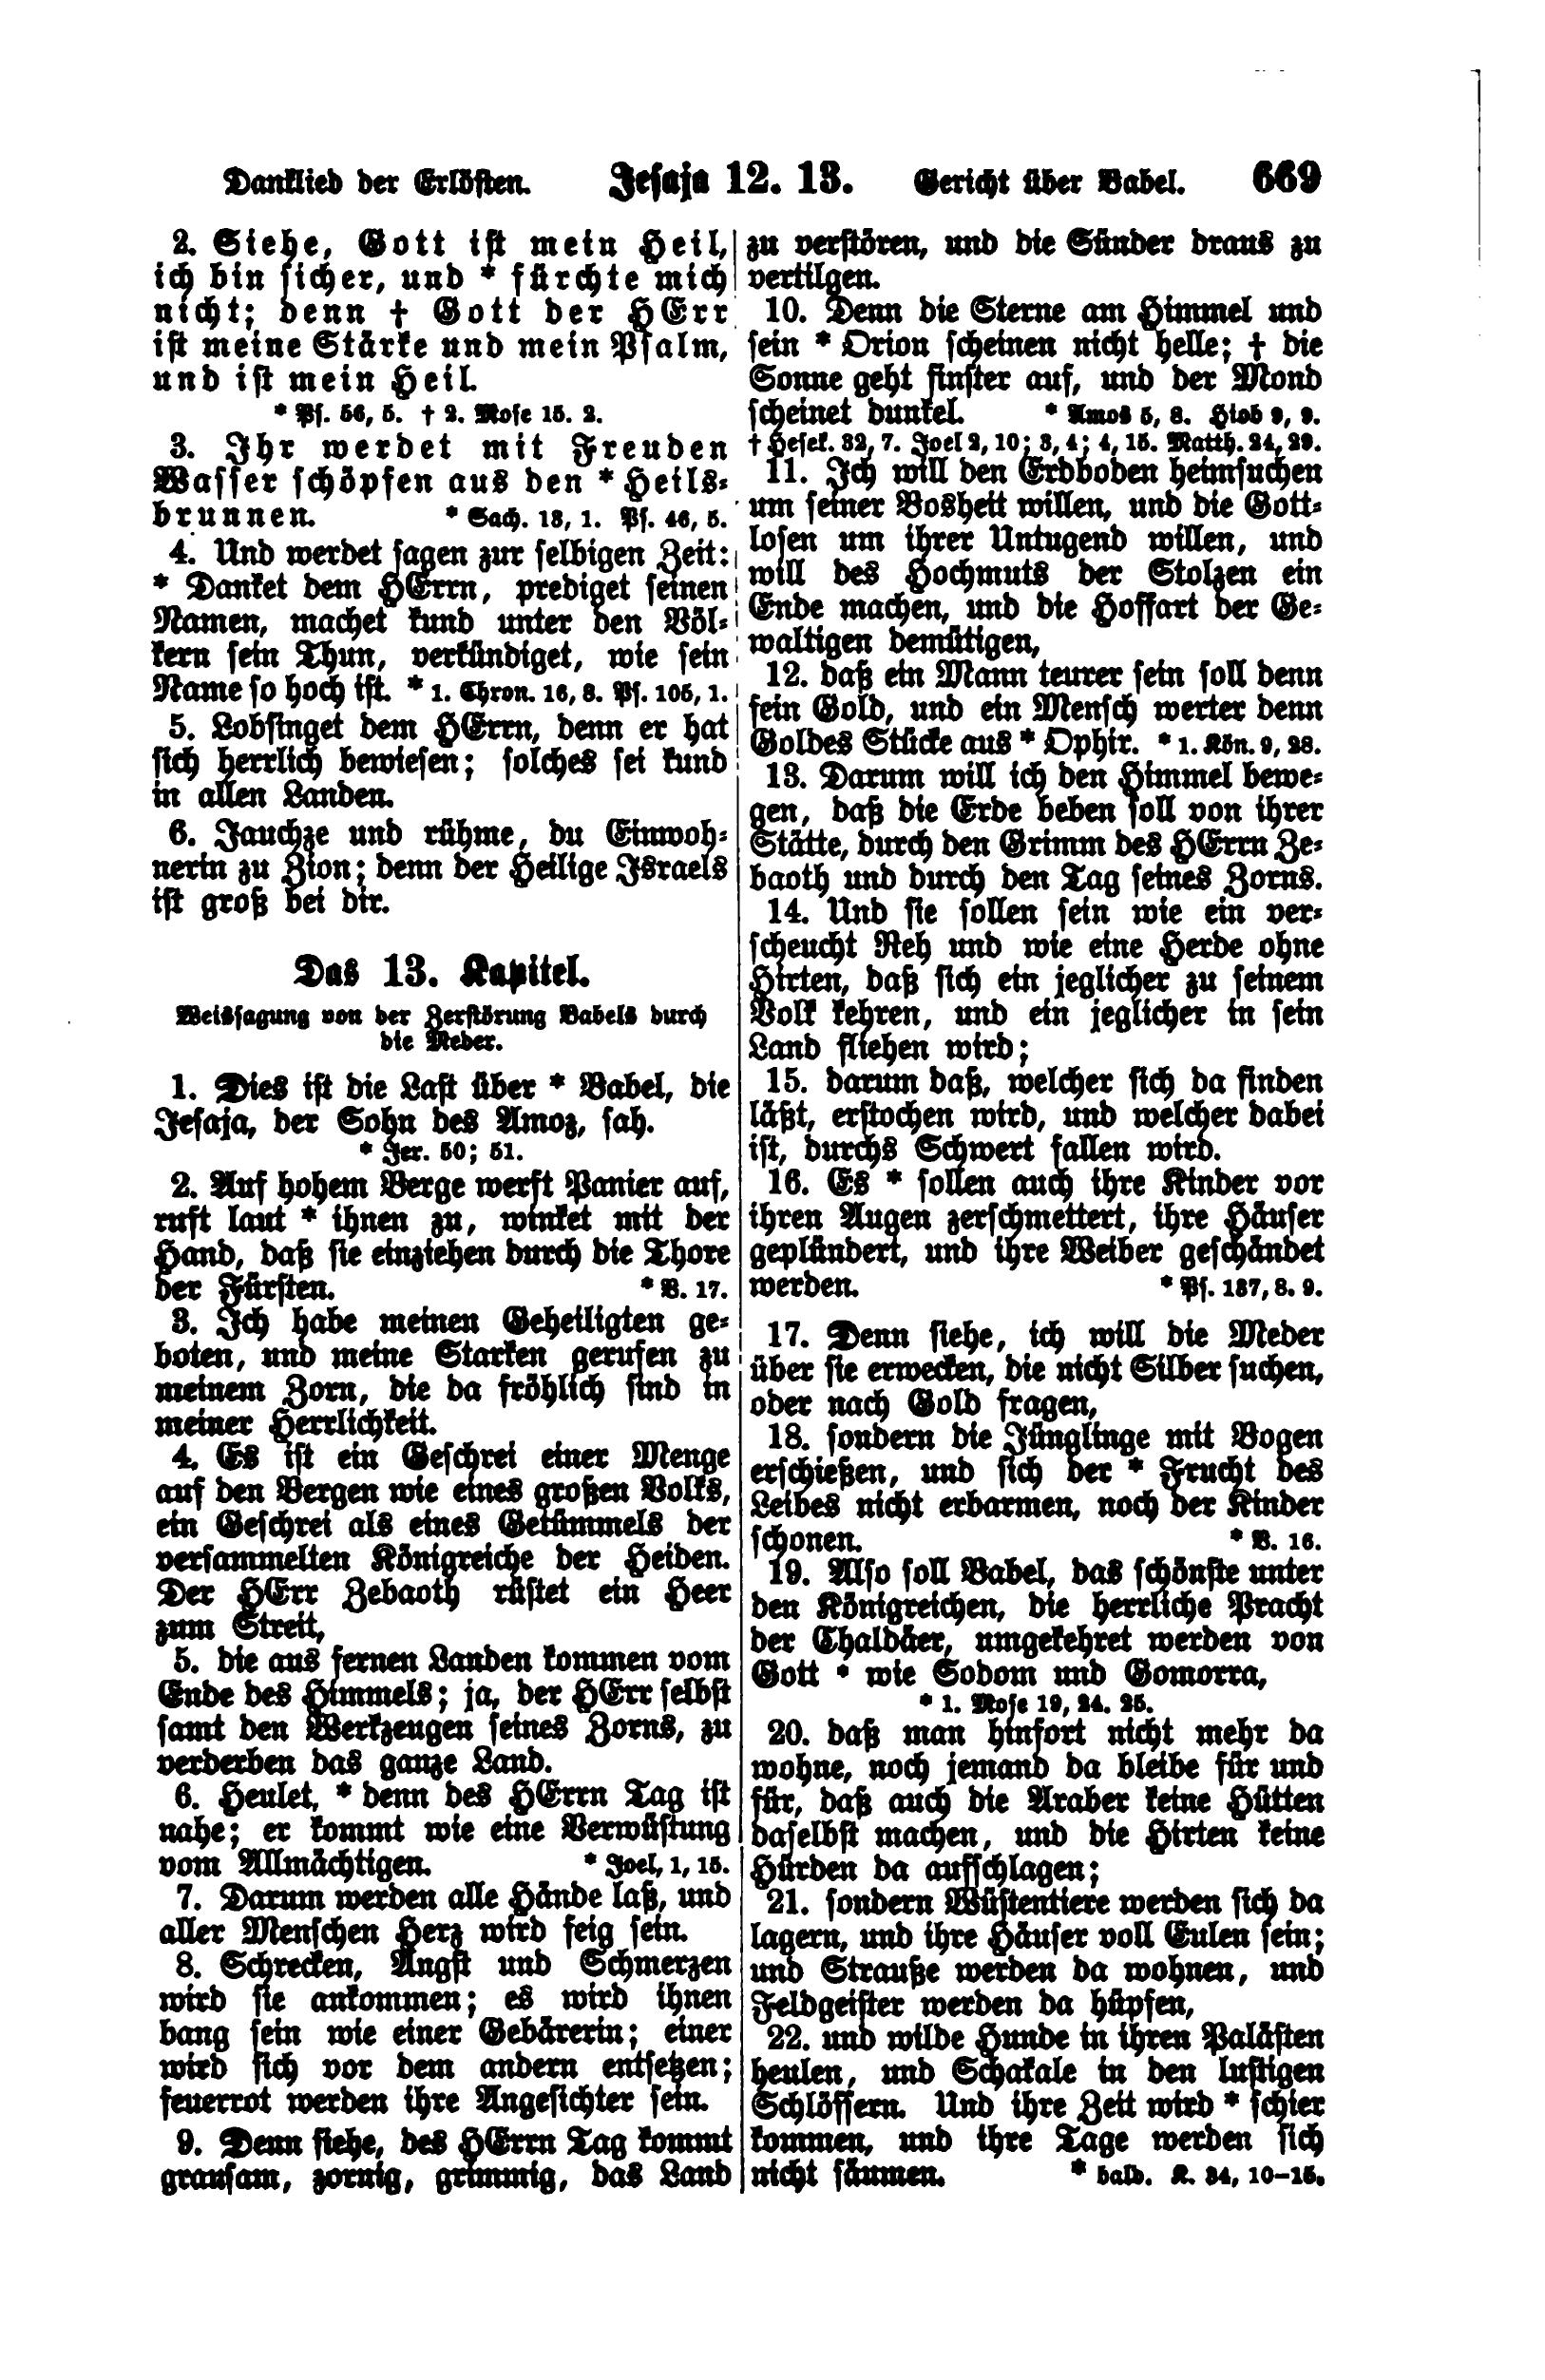 Danklied der Erlösten. Jesaja 12. 13. Gericht über Babel. 669
2. Siehe, Gott ist mein Heil,
ich bin sicher, und * fürchte mich
nicht; denn † Gott der HErr
ist meine Stärke und mein Psalm,
und ist mein Heil.
* Ps. 56, 5. † 2. Mose 15. 2.
3. Ihr werdet mit Freuden
Wasser schöpfen aus den * Heils-
brunnen. * Sach. 13, 1. Ps. 46, 5.
4. Und werdet sagen zur selbigen Zeit:
* Danket dem HErrn, prediget seinen
Namen, machet kund unter den Völ-
kern sein Thun, verkündiget, wie sein
Name so hoch ist. * 1. Chron. 16, 8. Ps. 105, 1.
5. Lobsinget dem HErrn, denn er hat
sich herrlich bewiesen; solches sei kund
in allen Landen.
6. Jauchze und rühme, du Einwoh-
nerin zu Zion; denn der Heilige Israels
ist groß bei dir.
Das 13. Kapitel.
Weissagung von der Zerstörung Babels durch
die Meder.
1. Dies ist die Last über * Babel, die
Jesaja, der Sohn des Amoz, sah.
* Jer. 50; 51.
2. Auf hohem Berge werft Panier auf,
ruft laut * ihnen zu, winket mit der
Hand, daß sie einziehen durch die Thore
der Fürsten. * V. 17.
3. Ich habe meinen Geheiligten ge-
boten, und meine Starken gerufen zu
meinem Zorn, die da fröhlich sind in
meiner Herrlichkeit.
4. Es ist ein Geschrei einer Menge
auf den Bergen wie eines großen Volks,
ein Geschrei als eines Getümmels der
versammelten Königreiche der Heiden.
Der HErr Zebaoth rüstet ein Heer
zum Streit,
5. die aus fernen Landen kommen vom
Ende des Himmels; ja, der HErr selbst
samt den Werkzeugen seines Zorns, zu
verderben das ganze Land.
6. Heulet, * denn des HErrn Tag ist
nahe; er kommt wie eine Verwüstung
vom Allmächtigen. * Joel, 1, 15.
7. Darum werden alle Hände laß, und
aller Menschen Herz wird feig sein.
8. Schrecken, Angst und Schmerzen
wird sie ankommen; es wird ihnen
bang sein wie einer Gebärerin; einer
wird sich vor dem andern entsetzen;
feuerrot werden ihre Angesichter sein.
9. Denn siehe, des HErrn Tag kommt
grausam, zornig, grimmig, das Land
zu verstören, und die Sünder draus zu
vertilgen.
10. Denn die Sterne am Himmel und
sein * Orion scheinen nicht helle; † die
Sonne geht finster auf, und der Mond
scheinet dunkel. * Amos 5, 8. Hiob 9, 9.
† Hesek. 32, 7. Joel 2, 10; 3, 4; 4, 15. Matth. 24, 29.
11. Ich will den Erdboden heimsuchen
um seiner Bosheit willen, und die Gott-
losen um ihrer Untugend willen, und
will des Hochmuts der Stolzen ein
Ende machen, und die Hoffart der Ge-
waltigen demütigen,
12. daß ein Mann teurer sein soll denn
fein Gold, und ein Mensch werter denn
Goldes Stücke aus * Ophir. * 1. Kön. 9, 28.
13. Darum will ich den Himmel bewe-
gen, daß die Erde beben soll von ihrer
Stätte, durch den Grimm des HErrn Ze-
baoth und durch den Tag seines Zorns.
14. Und sie sollen sein wie ein ver-
scheucht Reh und wie eine Herde ohne
Hirten, daß sich ein jeglicher zu seinem
Volk kehren, und ein jeglicher in sein
Land fliehen wird;
15. darum daß, welcher sich da finden
läßt, erstochen wird, und welcher dabei
ist, durchs Schwert fallen wird.
16. Es * sollen auch ihre Kinder vor
ihren Augen zerschmettert, ihre Häuser
geplündert, und ihre Weiber geschändet
werden. * Ps. 137, 8. 9.
17. Denn siehe, ich will die Meder
über sie erwecken, die nicht Silber suchen,
oder nach Gold fragen,
18. sondern die Jünglinge mit Bogen
erschießen, und sich der * Frucht des
Leibes nicht erbarmen, noch der Kinder
schonen. * V. 16.
19. Also soll Babel, das schönste unter
den Königreichen, die herrliche Pracht
der Chaldäer, umgekehret werden von
Gott * wie Sodom und Gomorra,
* 1. Mose 19, 24. 25.
20. daß man hinfort nicht mehr da
wohne, noch jemand da bleibe für und
für, daß auch die Araber keine Hütten
daselbst machen, und die Hirten keine
Hürden da aufschlagen;
21. sondern Wüstentiere werden sich da
lagern, und ihre Häuser voll Eulen sein;
und Strauße werden da wohnen, und
Feldgeister werden da hüpfen,
22. und wilde Hunde in ihren Palästen
heulen, und Schakale in den lustigen
Schlössern. Und ihre Zeit wird * schier
kommen, und ihre Tage werden sich
nicht säumen. * bald. K. 34, 10–15.